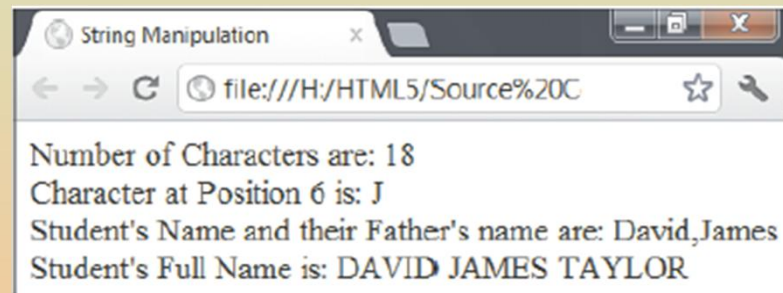 String Manipulation
file:///H:/HTML5/Source%20C
Number of Characters are: 18
Character at Position 6 is: J
Student's Name and their Father's name are: David,James
Student's Full Name is: DAVID JAMES TAYLOR